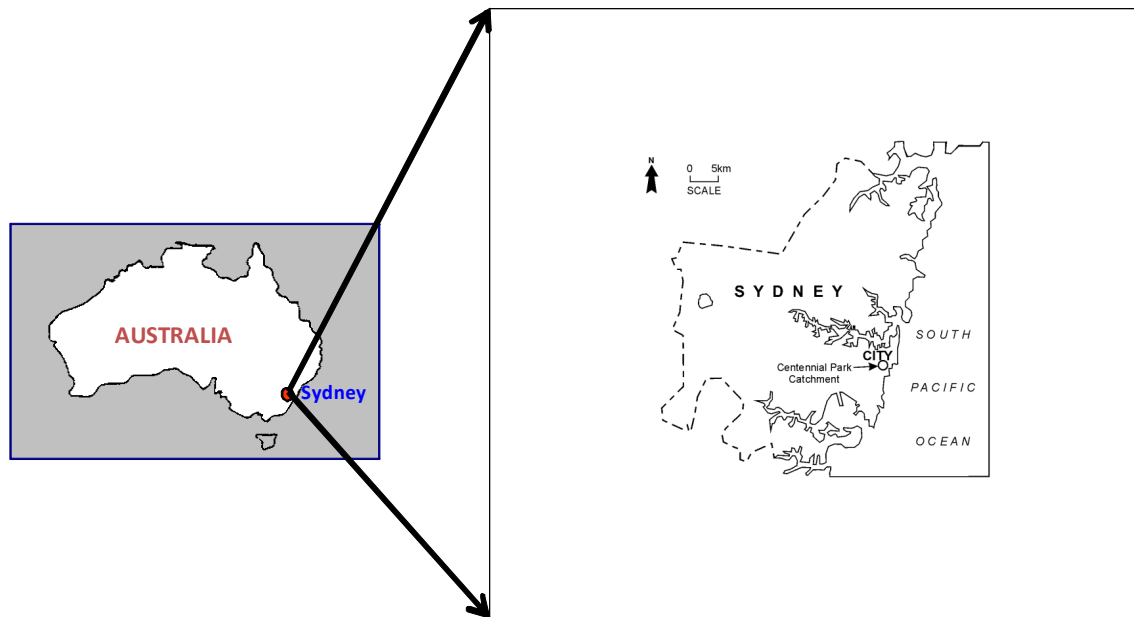 AUSTRALIA
Sydney
N
0 5km
SCALE
SYDNEY
CITY
Centennial Park
Catchment
SOUTH
PACIFIC
OCEAN